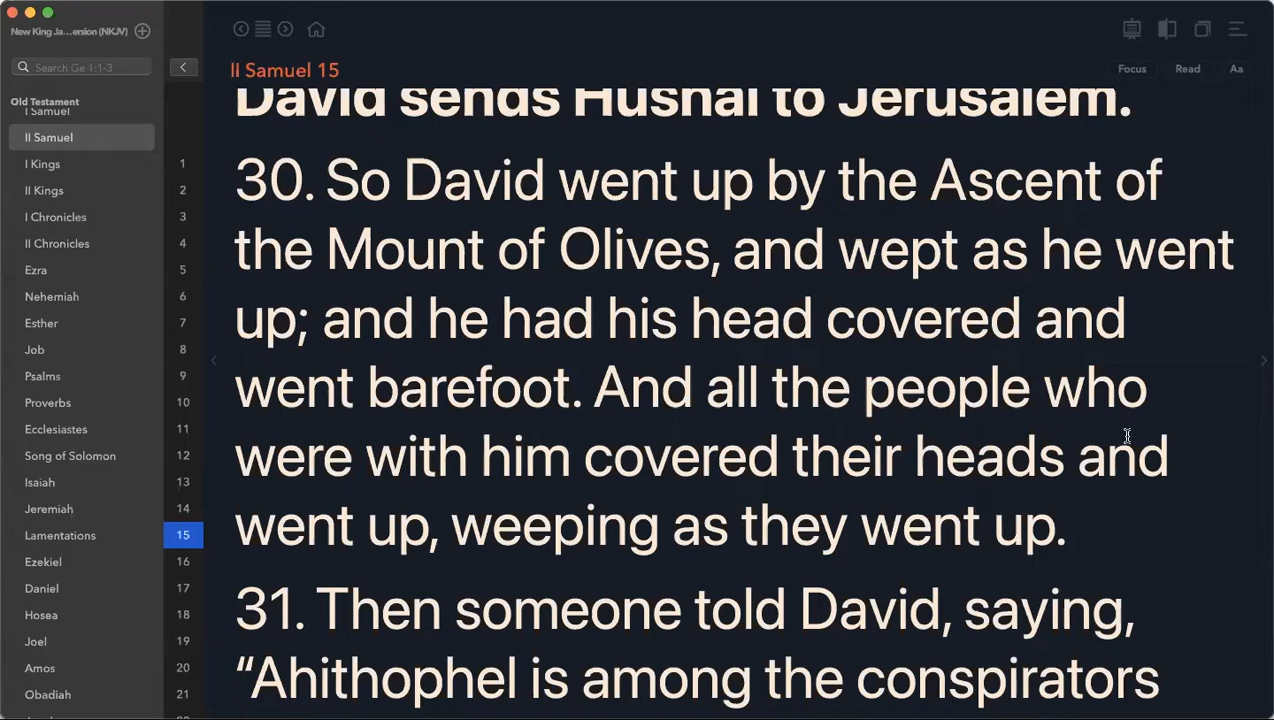 New King Ja...ersion (NKJV)
Search Ge 1:1-3
Old Testament
I Samuel
II Samuel
I Kings
II Kings
I Chronicles
II Chronicles
Ezra
Nehemiah
Esther
Job
Psalms
Proverbs
Ecclesiastes
Song of Solomon
Isaiah
Jeremiah
Lamentations
Ezekiel
Daniel
Hosea
Joel
Amos
Obadiah
1
2
3
4
5
6
7
8
9
10
11
12
13
14
15
16
17
18
19
20
21
II Samuel 15
Focus
Read
Aa
David sends Hushai to Jerusalem.
30. So David went up by the Ascent of
the Mount of Olives, and wept as he went
up; and he had his head covered and
went barefoot. And all the people who
were with him covered their heads and
went up, weeping as they went up.
31. Then someone told David, saying,
“Ahithophel is among the conspirators